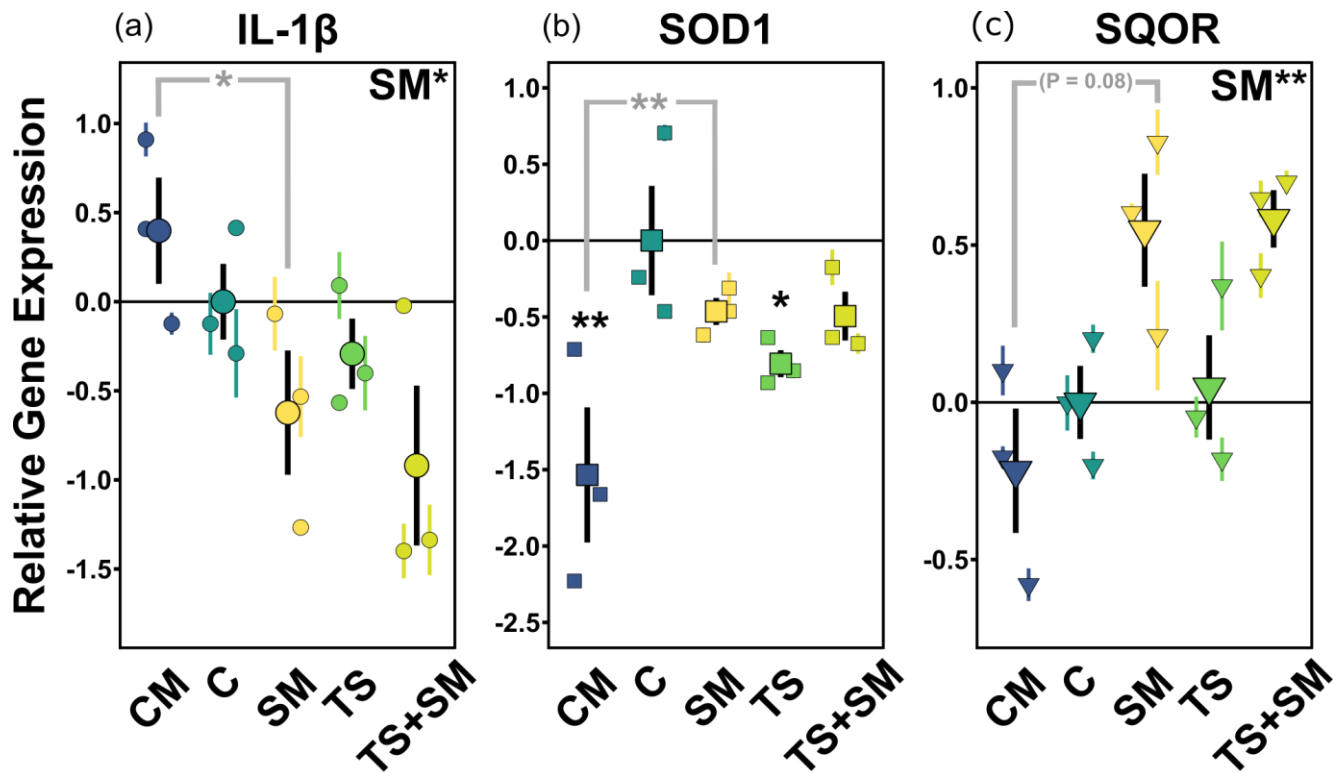 (a) IL-1β
SM*
*
1.0
0.5
0.0
-0.5
-1.0
-1.5
Relative Gene Expression
CM
C
SM
TS
TS+SM
(b) SOD1
**
1.0
0.5
0.0
-0.5
-1.0
-1.5
-2.0
-2.5
**
*
CM
C
SM
TS
TS+SM
(c) SQOR
(P = 0.08)
SM**
1.0
0.5
0.0
-0.5
CM
C
SM
TS
TS+SM